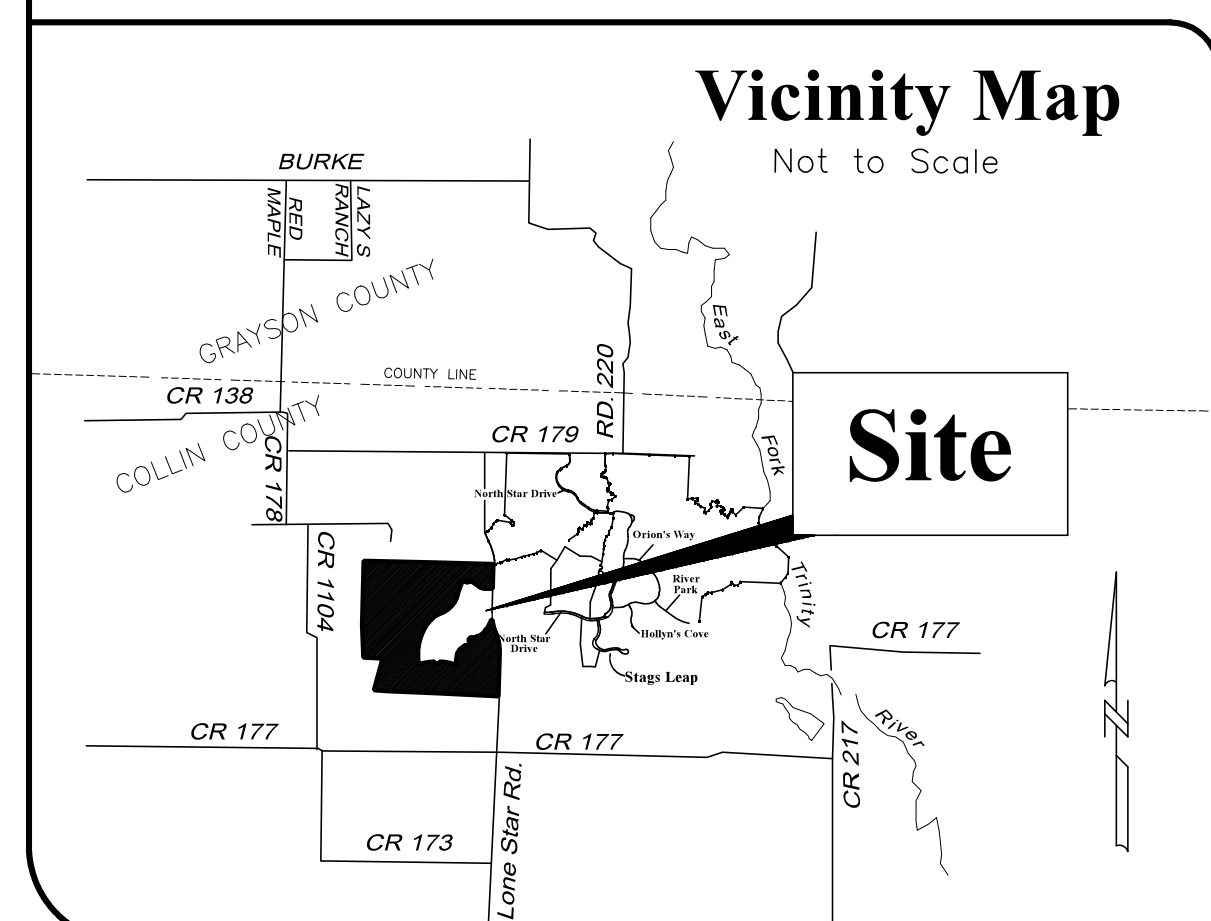 Vicinity Map
Not to Scale
BURKE
RED
MAPLE
LAZY S
RANCH
GRAYSON COUNTY
East
COUNTY LINE
RD. 220
CR 138
COLLIN COUNTY
CR 179
CR 178
Fork
Site
North Star Drive
Orion's Way
CR 1104
River
Park
Trinity
North Star
Drive
Hollyn's Cove
CR 177
Stags Leap
CR 177
CR 177
River
CR 217
Lone Star Rd.
CR 173
N